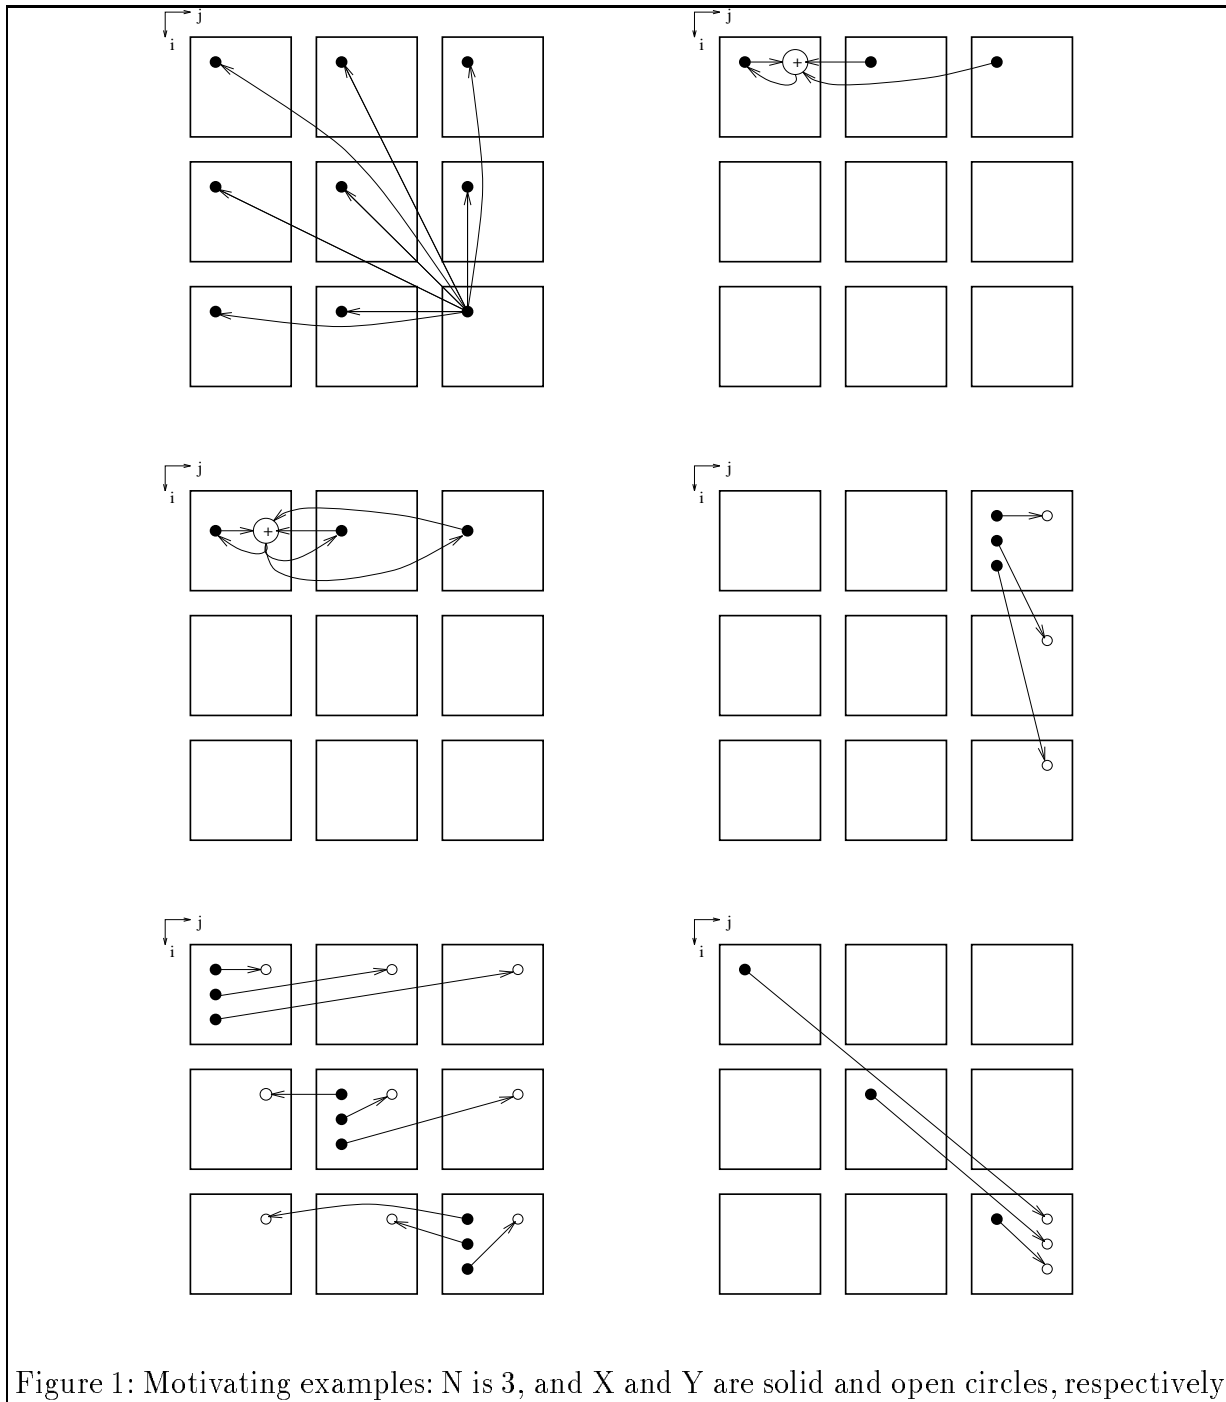 j
i
j
i
+
j
i
+
j
i
j
i
j
i
Figure 1: Motivating examples: N is 3, and X and Y are solid and open circles, respectively